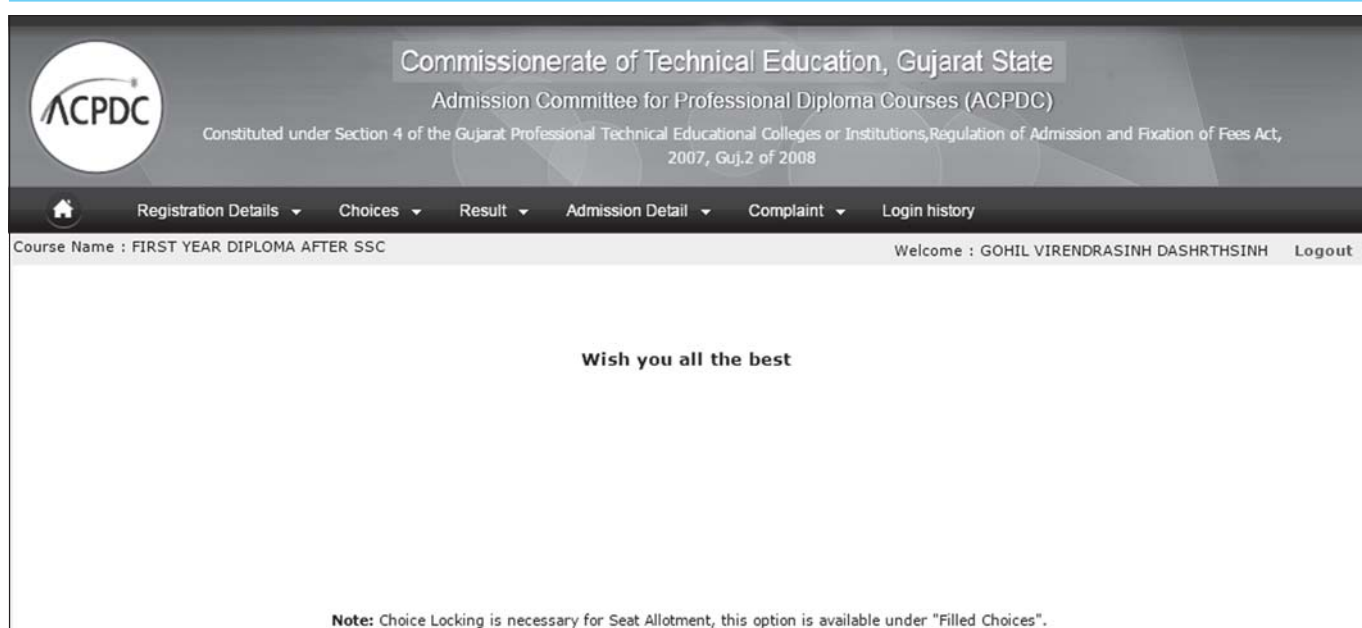 Commissionerate of Technical Education, Gujarat State
ACPDC
Admission Committee for Professional Diploma Courses (ACPDC)
Constituted under Section 4 of the Gujarat Professional Technical Educational Colleges or Institutions,Regulation of Admission and Fixation of Fees Act,
2007, Guj.2 of 2008
Registration Details Choices Result Admission Detail Complaint Login history
Course Name : FIRST YEAR DIPLOMA AFTER SSC Welcome : GOHIL VIRENDRASINH DASHRTHSINH Logout
Wish you all the best
Note: Choice Locking is necessary for Seat Allotment, this option is available under "Filled Choices".